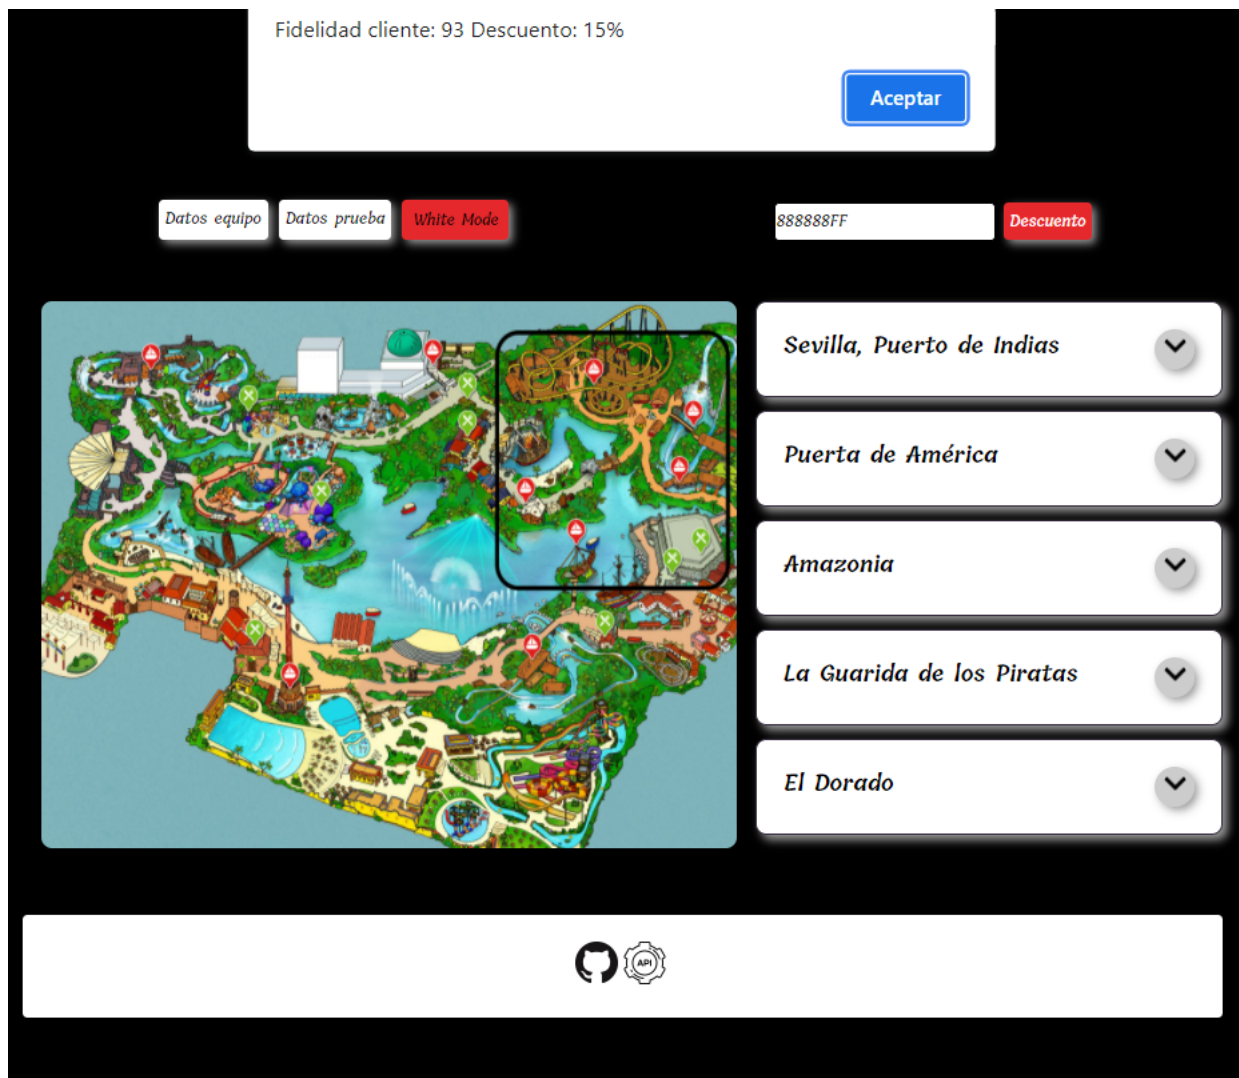 Fidelidad cliente: 93 Descuento: 15%
Aceptar
Datos equipo
Datos prueba
White Mode
888888FF
Descuento
Sevilla, Puerto de Indias
Puerta de América
Amazonia
La Guarida de los Piratas
El Dorado
API